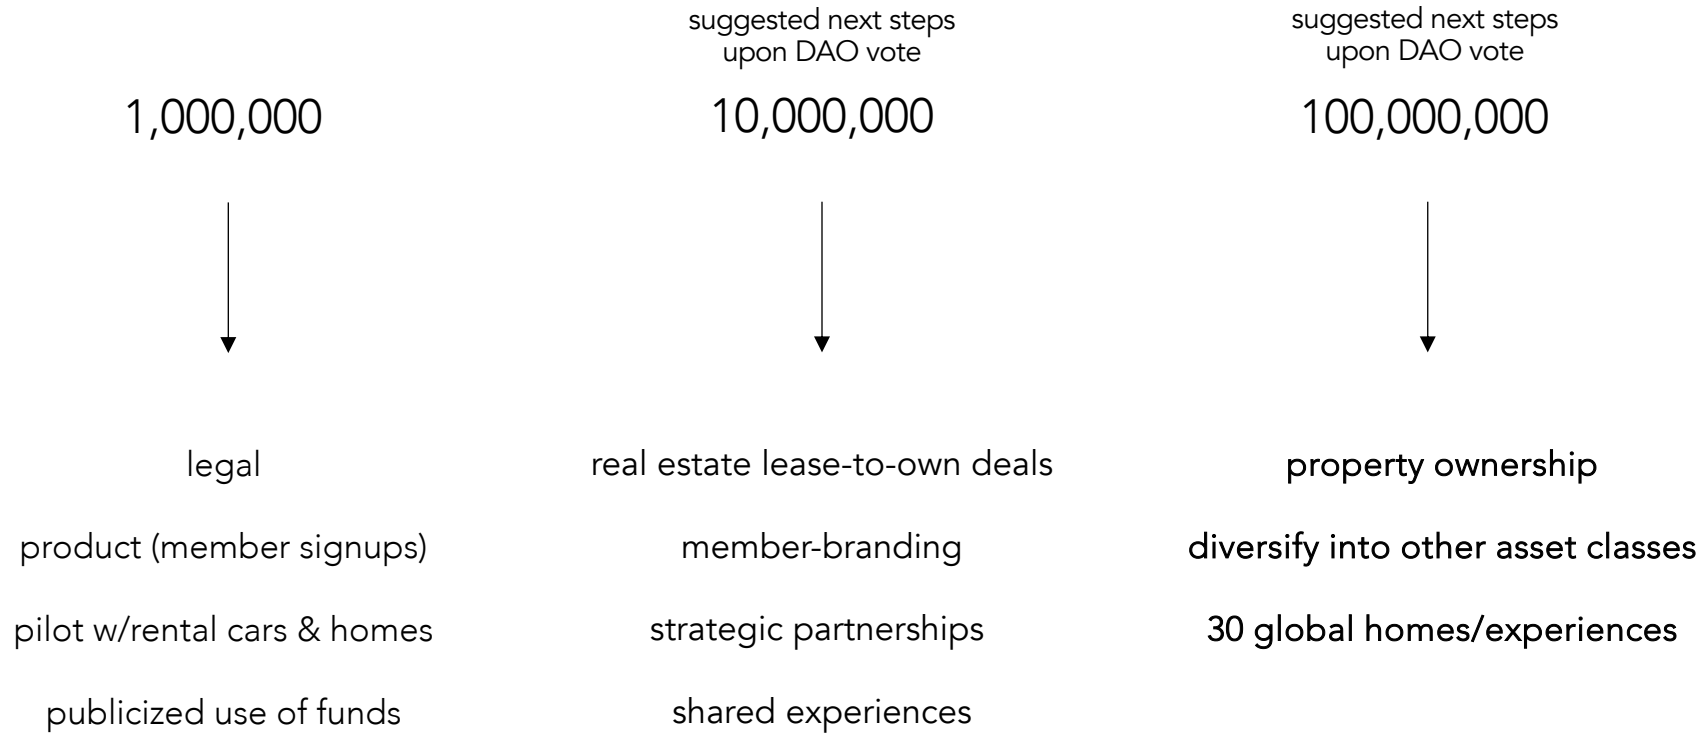 1,000,000
legal
product (member signups)
pilot w/rental cars & homes
publicized use of funds
suggested next steps
upon DAO vote
10,000,000
real estate lease-to-own deals
member-branding
strategic partnerships
shared experiences
suggested next steps
upon DAO vote
100,000,000
property ownership
diversify into other asset classes
30 global homes/experiences